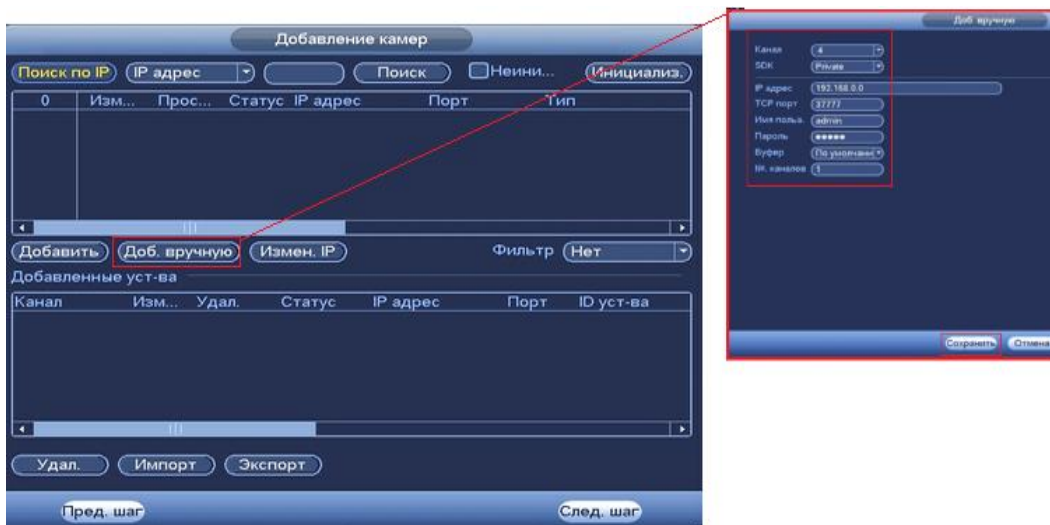 Добавление камер
Поиск по IP IP адрес Поиск Неини... Инициализ.
0 Изм... Прос... Статус IP адрес Порт Тип
Добавить Доб. вручную Измен. IP Фильтр Нет
Добавленные уст-ва
Канал Изм... Удал. Статус IP адрес Порт ID уст-ва
Удал. Импорт Экспорт
Пред. шаг След. шаг
Доб. вручную
Канал 4
SDK Private
IP адрес 192.168.0.0
TCP порт 37777
Имя польз. admin
Пароль •••••
Буфер По умолчани
№. каналов 1
Сохранить Отмена